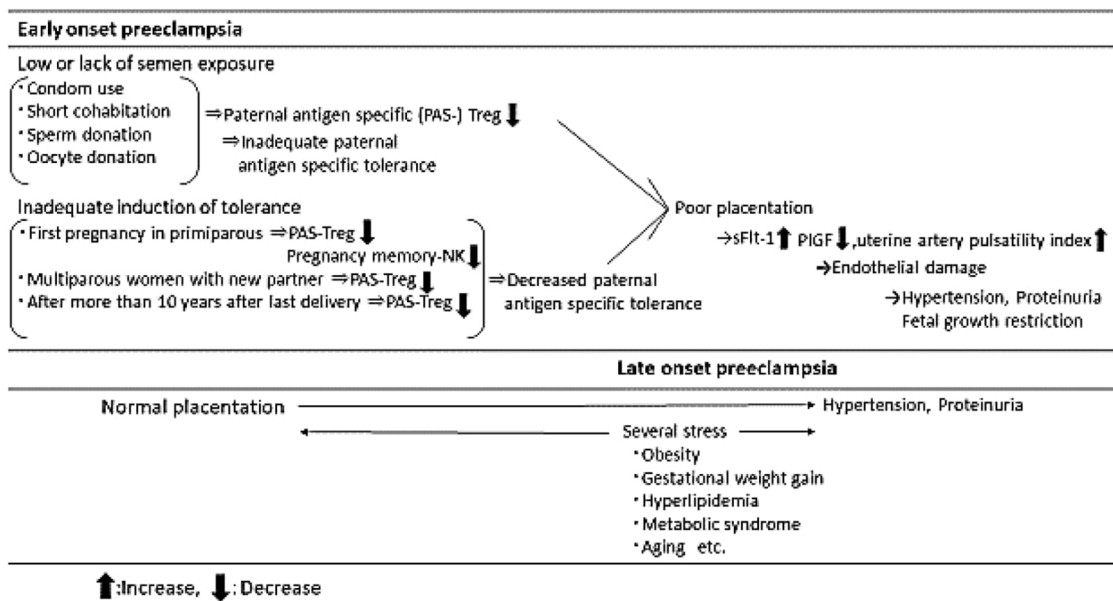 Early onset preeclampsia
Low or lack of semen exposure
・Condom use
・Short cohabitation
・Sperm donation
・Oocyte donation
⇒Paternal antigen specific (PAS-) Treg⬇
⇒Inadequate paternal
antigen specific tolerance
Inadequate induction of tolerance
・First pregnancy in primiparous ⇒PAS-Treg⬇
Pregnancy memory-NK⬇
・Multiparous women with new partner ⇒PAS-Treg⬇
・After more than 10 years after last delivery ⇒PAS-Treg⬇
⇒Decreased paternal
antigen specific tolerance
Poor placentation
→sFlt-1⬆ PlGF⬇,uterine artery pulsatility index⬆
→Endothelial damage
→Hypertension, Proteinuria
Fetal growth restriction
Late onset preeclampsia
Normal placentation → Hypertension, Proteinuria
Several stress
・Obesity
・Gestational weight gain
・Hyperlipidemia
・Metabolic syndrome
・Aging etc.
⬆:Increase, ⬇: Decrease